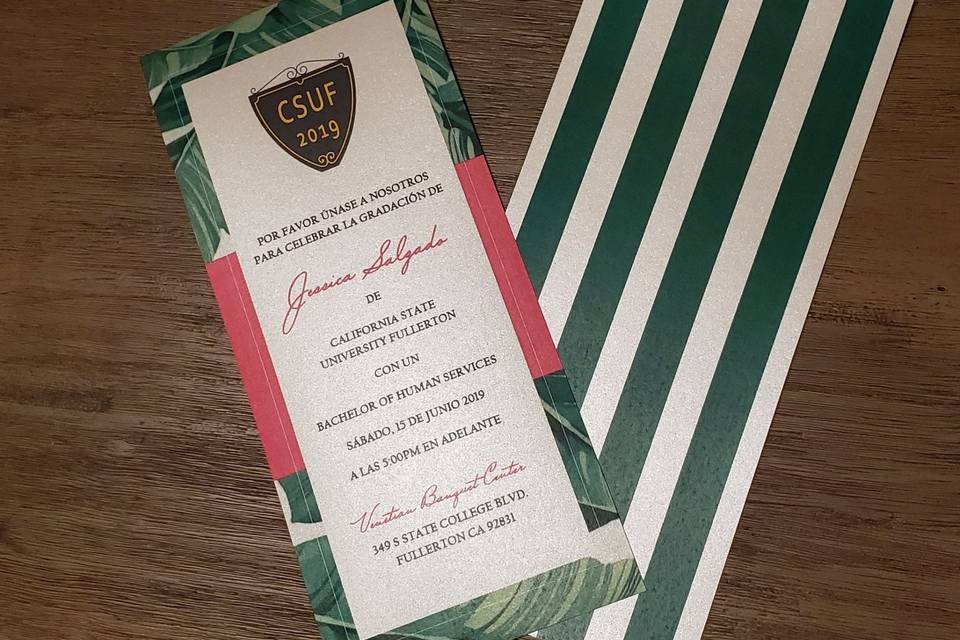 CSUF
2019
POR FAVOR ÚNASE A NOSOTROS
PARA CELEBRAR LA GRADACIÓN DE
Jessica Salgado
DE
CALIFORNIA STATE
UNIVERSITY FULLERTON
CON UN
BACHELOR OF HUMAN SERVICES
SÁBADO, 15 DE JUNIO 2019
A LAS 5:00PM EN ADELANTE
Venetian Banquet Center
349 S STATE COLLEGE BLVD.
FULLERTON CA 92831